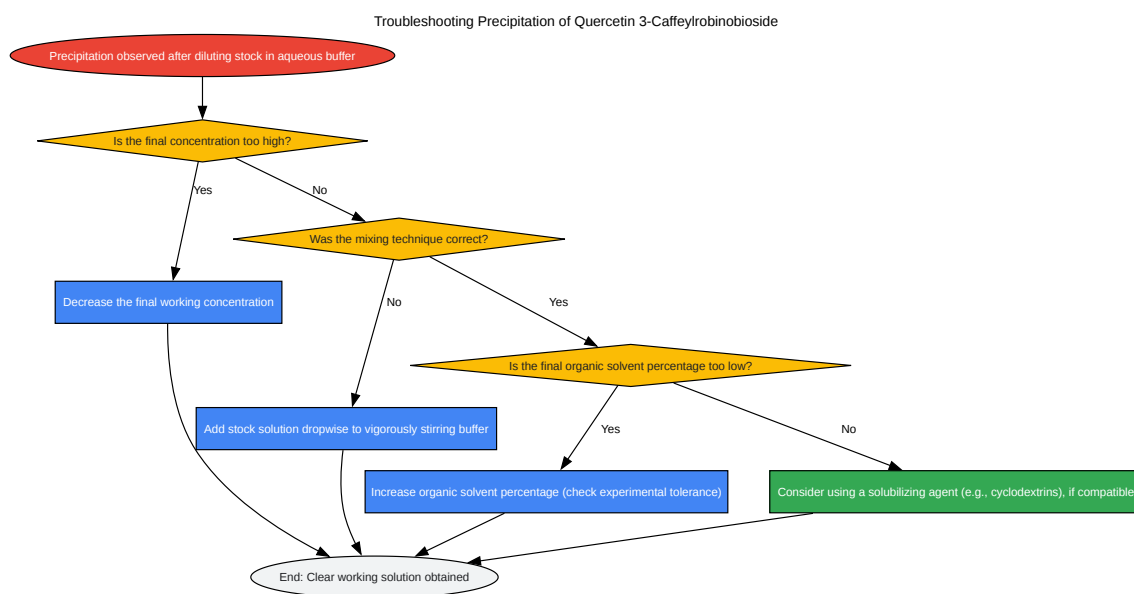 Troubleshooting Precipitation of Quercetin 3-Caffeylrobinobioside
Precipitation observed after diluting stock in aqueous buffer
Is the final concentration too high?
Yes
No
Was the mixing technique correct?
Decrease the final working concentration
No
Yes
Is the final organic solvent percentage too low?
Add stock solution dropwise to vigorously stirring buffer
Yes
No
Increase organic solvent percentage (check experimental tolerance)
Consider using a solubilizing agent (e.g., cyclodextrins), if compatible
End: Clear working solution obtained